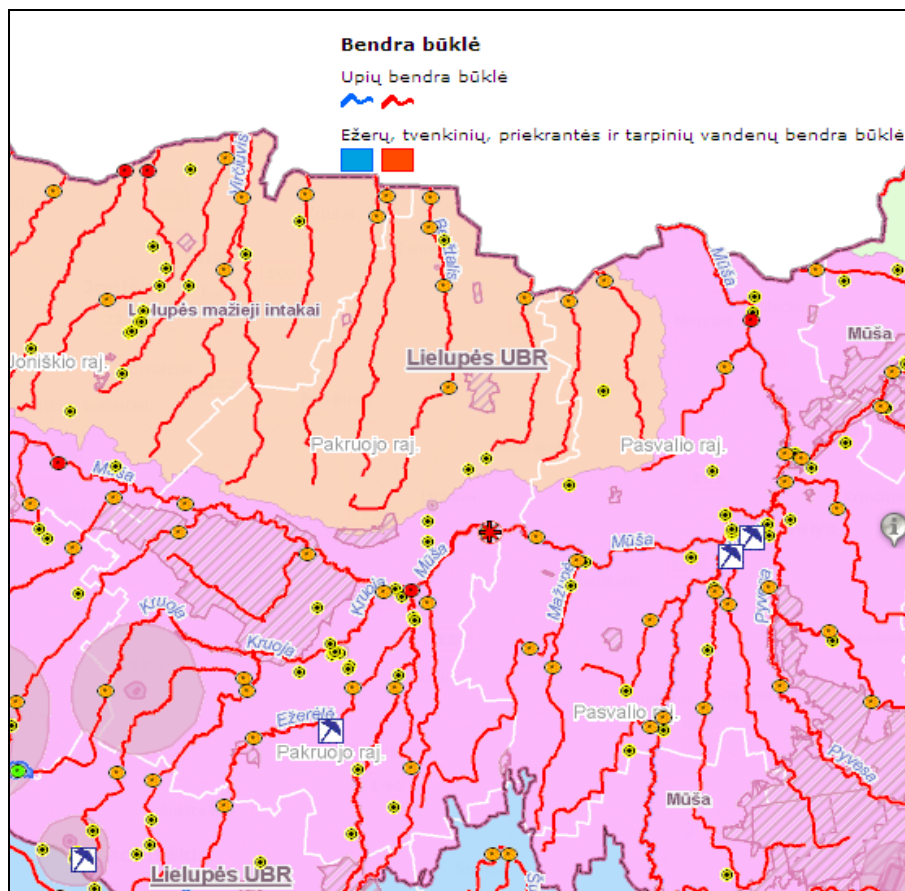 Bendra būklė
Upių bendra būklė
Ežerų, tvenkinių, priekrantės ir tarpinių vandenų bendra būklė
Virčiuvis
Mūša
Lielupės mažieji intakai
Mūša
Joniškio raj.
Lielupės UBR
Pakruojo raj.
Pasvalio raj.
Mūša
Mūša
Mūša
Kruoja
Mažupė
Pyvesa
Kruoja
Kruoja
Ežerėlė
Pasvalio raj.
Pakruojo raj.
Pyvesa
Mūša
Lielupės UBR